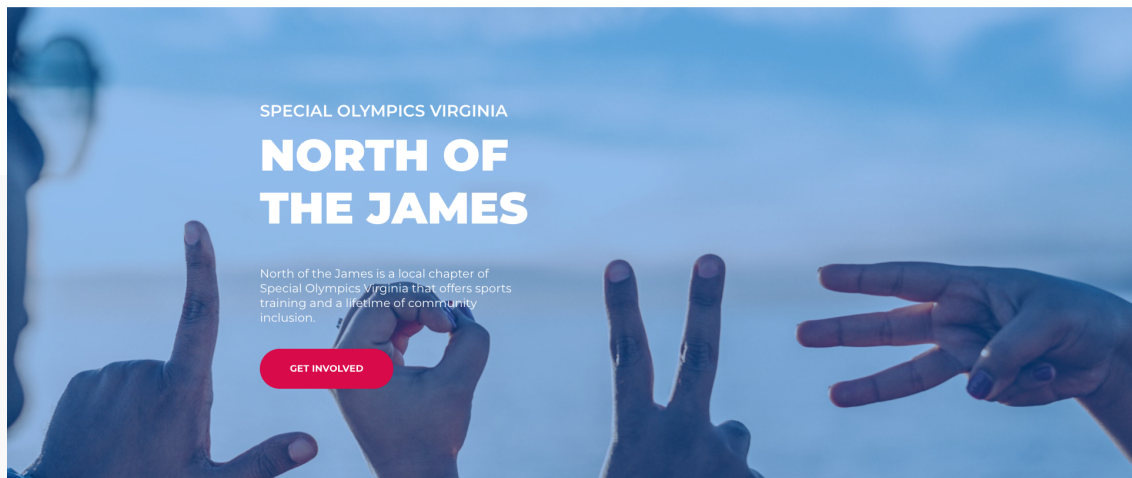 SPECIAL OLYMPICS VIRGINIA
NORTH OF
THE JAMES
North of the James is a local chapter of
Special Olympics Virginia that offers sports
training and a lifetime of community
inclusion.
GET INVOLVED